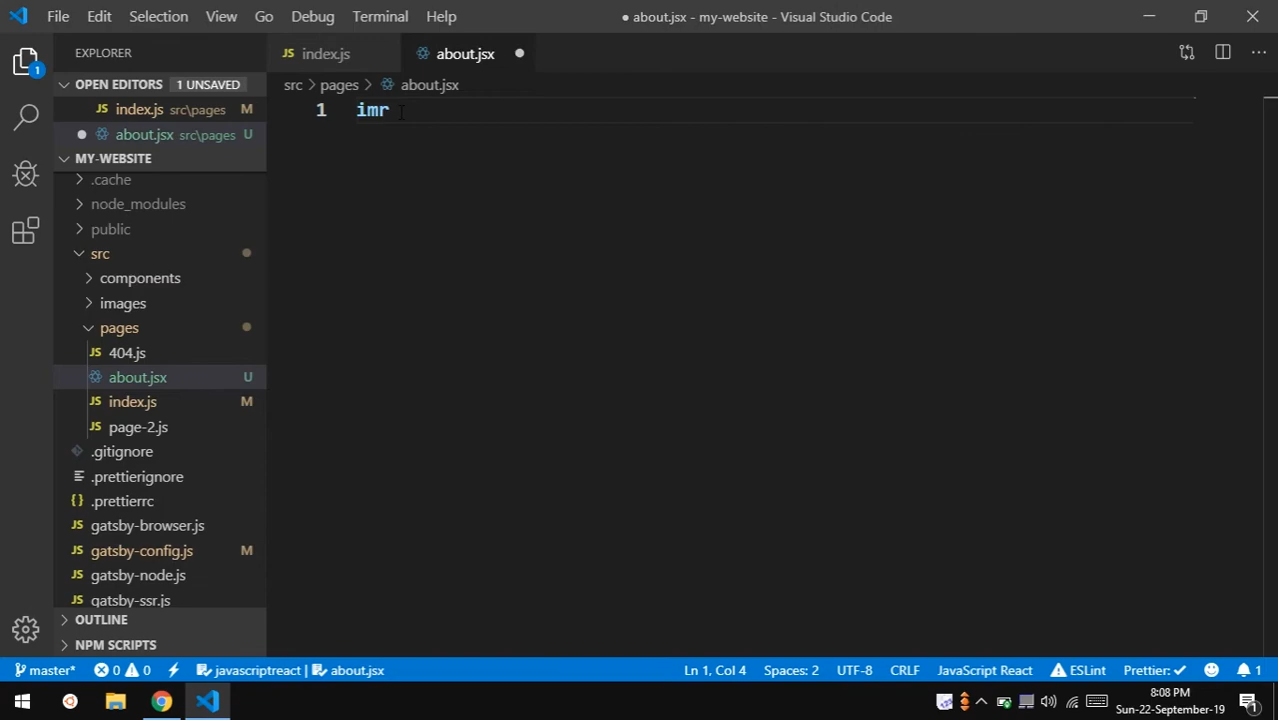 File Edit Selection View Go Debug Terminal Help
● about.jsx - my-website - Visual Studio Code
1
EXPLORER
OPEN EDITORS 1 UNSAVED
JS index.js src\pages M
● about.jsx src\pages U
MY-WEBSITE
.cache
node_modules
public
src
components
images
pages
JS 404.js
about.jsx U
JS index.js M
JS page-2.js
.gitignore
.prettierignore
{} .prettierrc
JS gatsby-browser.js
JS gatsby-config.js M
JS gatsby-node.js
JS gatsby-ssr.js
OUTLINE
NPM SCRIPTS
JS index.js
about.jsx ●
src > pages > about.jsx
1 imr
master* 0 0 javascriptreact | about.jsx
Ln 1, Col 4 Spaces: 2 UTF-8 CRLF JavaScript React ESLint Prettier: ✓ 1
8:08 PM
Sun-22-September-19
1